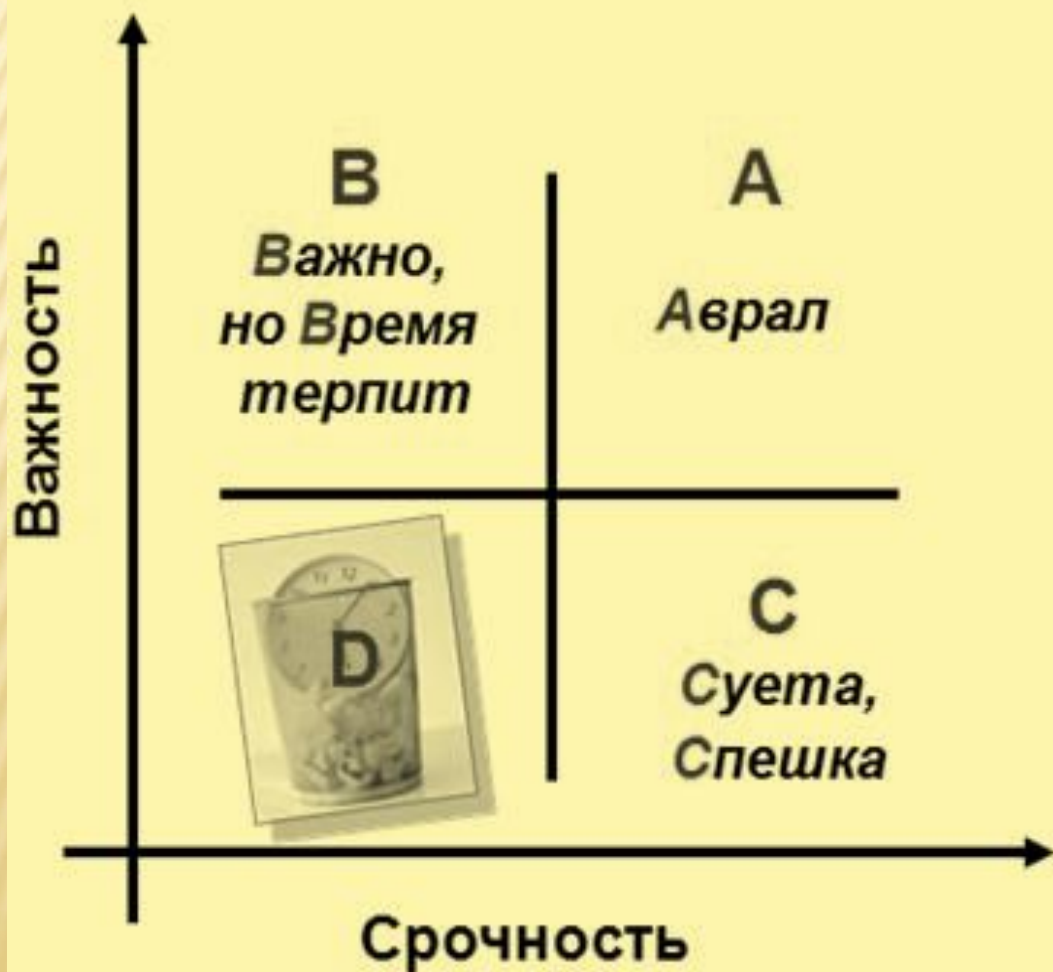 Важность
B
Важно,
но Время
терпит
A
Аврал
D
C
Суета,
Спешка
Срочность